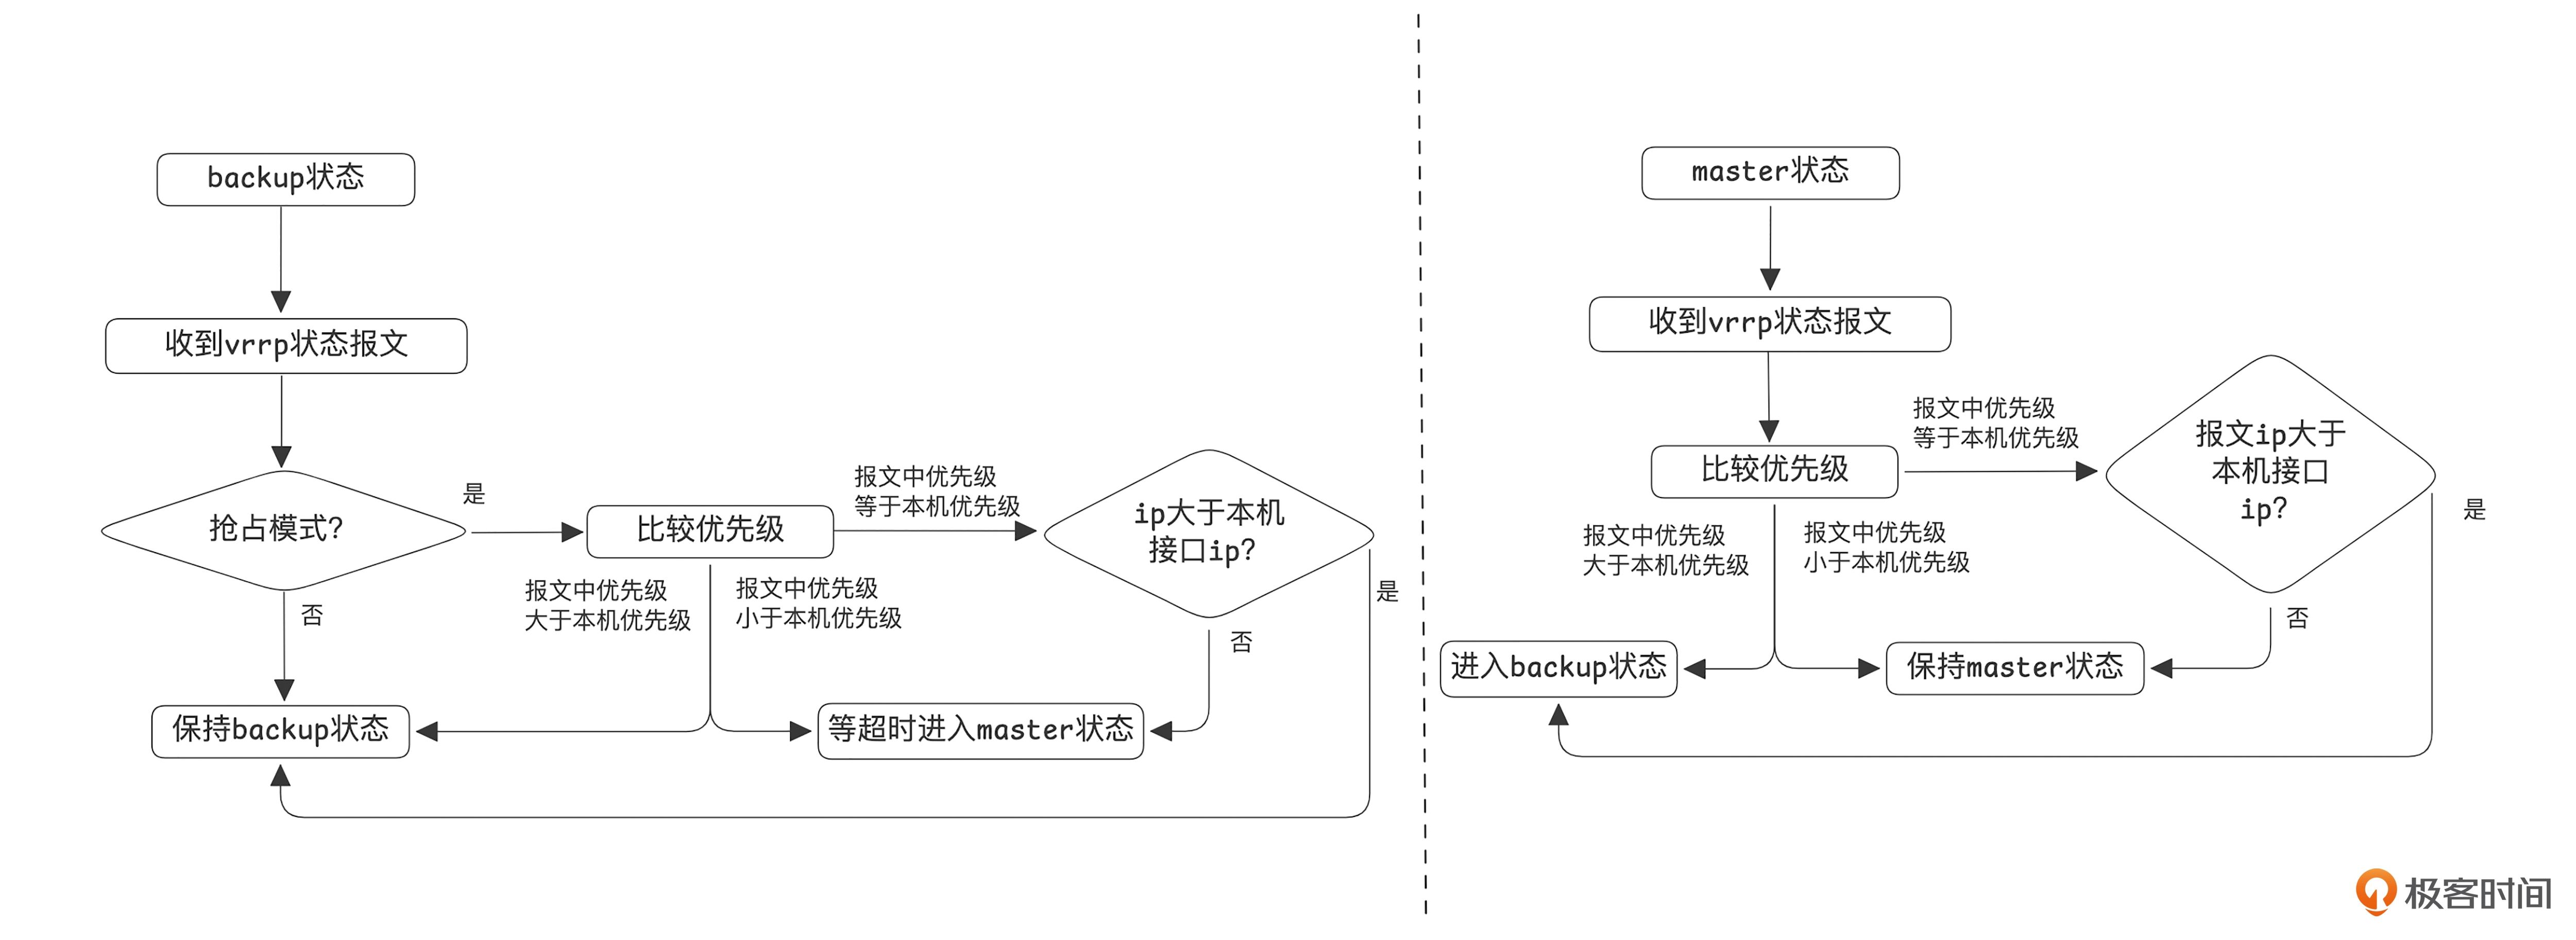 backup状态
收到vrrp状态报文
抢占模式?
是
否
比较优先级
报文中优先级
等于本机优先级
报文中优先级
大于本机优先级
报文中优先级
小于本机优先级
ip大于本机
接口ip?
是
否
保持backup状态
等超时进入master状态
master状态
收到vrrp状态报文
比较优先级
报文中优先级
等于本机优先级
报文ip大于
本机接口
ip?
是
否
报文中优先级
大于本机优先级
报文中优先级
小于本机优先级
进入backup状态
保持master状态
极客时间